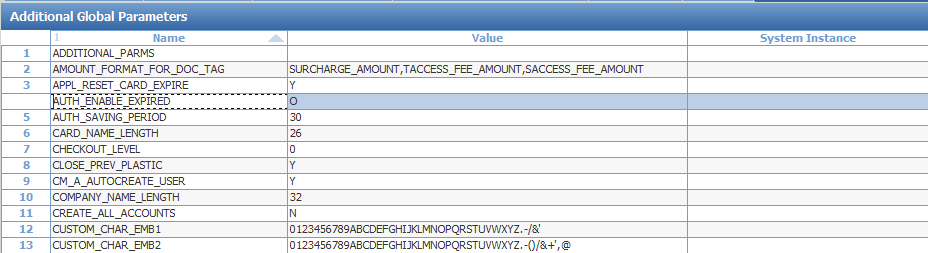 Additional Global Parameters
1 Name Value System Instance
1 ADDITIONAL_PARMS
2 AMOUNT_FORMAT_FOR_DOC_TAG SURCHARGE_AMOUNT,TACCESS_FEE_AMOUNT,SACCESS_FEE_AMOUNT
3 APPL_RESET_CARD_EXPIRE Y
AUTH_ENABLE_EXPIRED O
5 AUTH_SAVING_PERIOD 30
6 CARD_NAME_LENGTH 26
7 CHECKOUT_LEVEL 0
8 CLOSE_PREV_PLASTIC Y
9 CM_A_AUTOCREATE_USER Y
10 COMPANY_NAME_LENGTH 32
11 CREATE_ALL_ACCOUNTS N
12 CUSTOM_CHAR_EMB1 0123456789ABCDEFGHIJKLMNOPQRSTUVWXYZ.-/&'
13 CUSTOM_CHAR_EMB2 0123456789ABCDEFGHIJKLMNOPQRSTUVWXYZ.-()/&+',@